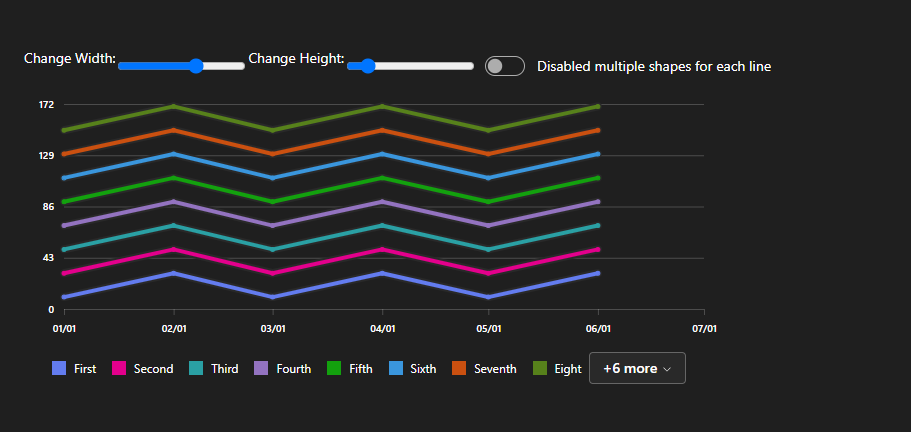 Change Width: Change Height: Disabled multiple shapes for each line
172
129
86
43
0
01/01 02/01 03/01 04/01 05/01 06/01 07/01
First Second Third Fourth Fifth Sixth Seventh Eight +6 more